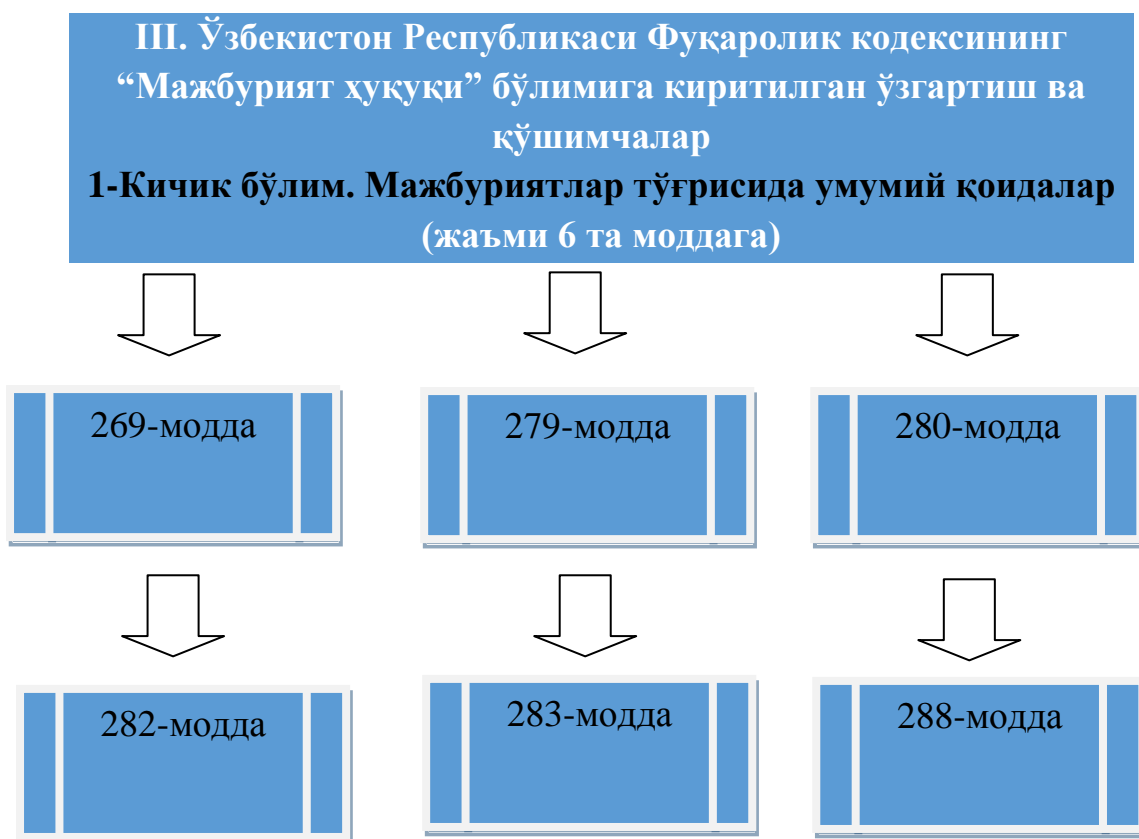 III. Ўзбекистон Республикаси Фуқаролик кодексининг
“Мажбурият ҳуқуқи” бўлимига киритилган ўзгартиш ва
қўшимчалар
1-Кичик бўлим. Мажбуриятлар тўғрисида умумий қоидалар
(жаъми 6 та моддага)
269-модда
279-модда
280-модда
282-модда
283-модда
288-модда